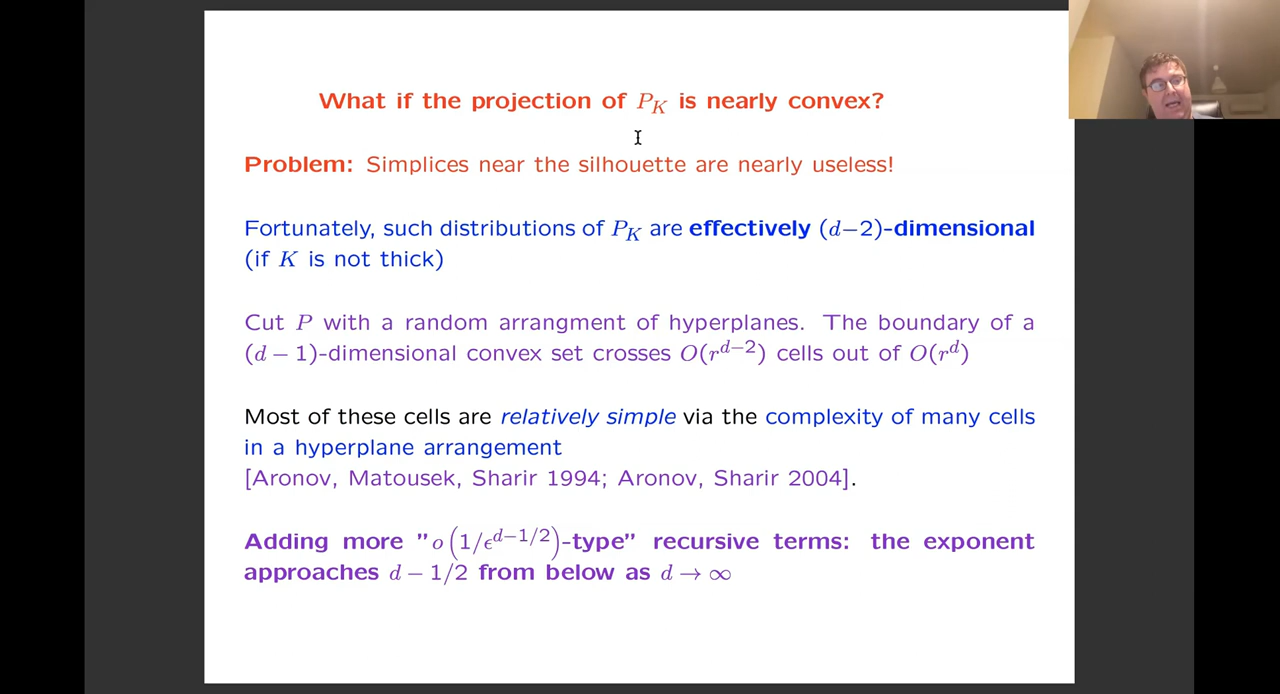 What if the projection of P_K is nearly convex?
Problem: Simplices near the silhouette are nearly useless!
Fortunately, such distributions of P_K are effectively (d−2)-dimensional
(if K is not thick)
Cut P with a random arrangment of hyperplanes. The boundary of a
(d − 1)-dimensional convex set crosses O(r^{d−2}) cells out of O(r^d)
Most of these cells are relatively simple via the complexity of many cells
in a hyperplane arrangement
[Aronov, Matousek, Sharir 1994; Aronov, Sharir 2004].
Adding more "o(1/ϵ^{d−1/2})-type" recursive terms: the exponent
approaches d − 1/2 from below as d → ∞